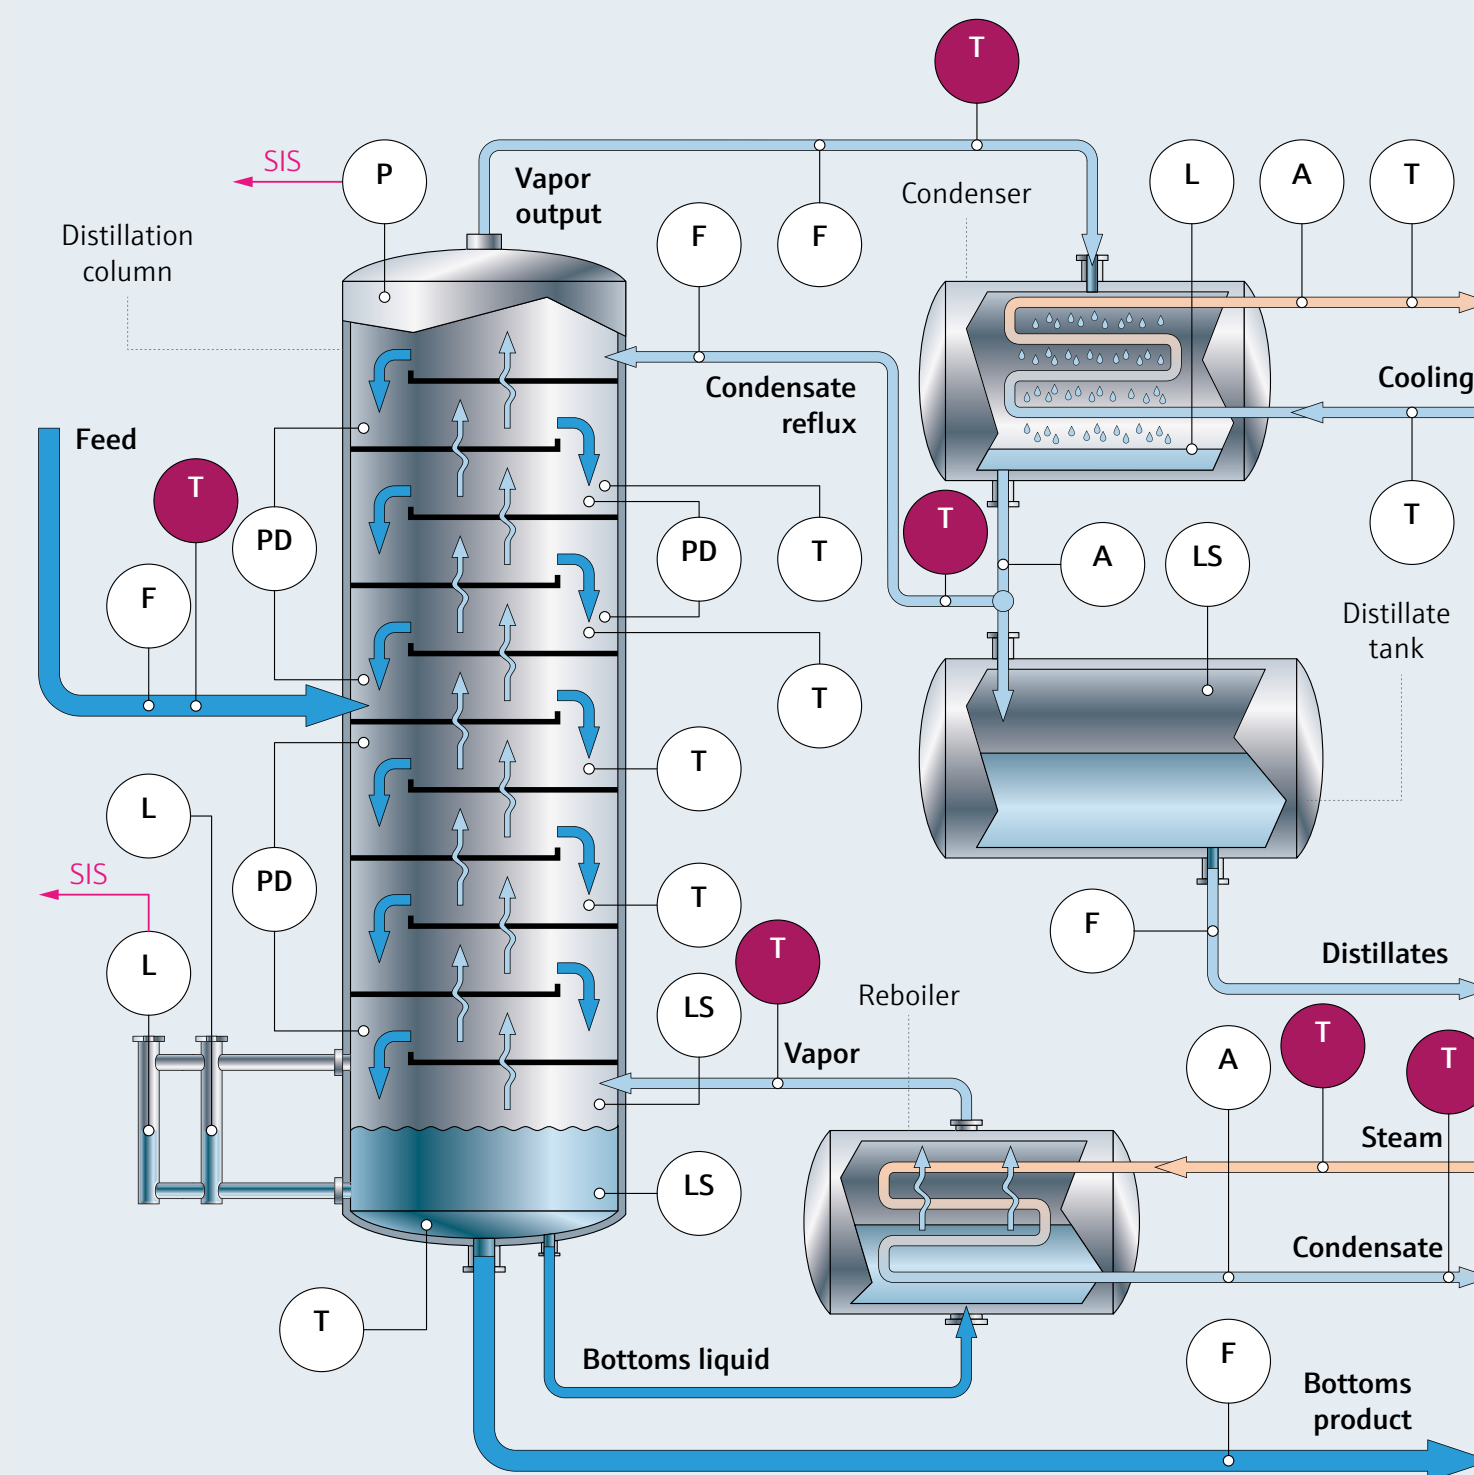 T
SIS
P
Vapor
output
F
F
Condenser
L
A
T
Distillation
column
Condensate
reflux
Cooling
Feed
T
F
PD
PD
T
T
A
LS
T
Distillate
tank
T
T
L
PD
SIS
L
T
LS
T
Vapor
Reboiler
F
Distillates
A
T
T
Steam
LS
Condensate
T
Bottoms liquid
F
Bottoms
product